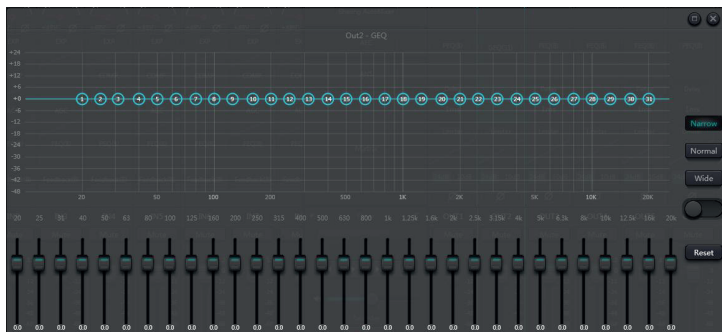 Out2 - GEQ
+24
+18
+12
+6
+0
-6
-12
-18
-24
-30
-36
-42
-48
1 2 3 4 5 6 7 8 9 10 11 12 13 14 15 16 17 18 19 20 21 22 23 24 25 26 27 28 29 30 31
20 50 100 200 500 1K 2K 5K 10K 20K
Narrow
Normal
Wide
20 25 31 40 50 63 80 100 125 160 200 250 315 400 500 630 800 1k 1.25k 1.6k 2k 2.5k 3.15k 4k 5k 6.3k 8k 10k 12.5k 16k 20k
Reset
0.0 0.0 0.0 0.0 0.0 0.0 0.0 0.0 0.0 0.0 0.0 0.0 0.0 0.0 0.0 0.0 0.0 0.0 0.0 0.0 0.0 0.0 0.0 0.0 0.0 0.0 0.0 0.0 0.0 0.0 0.0